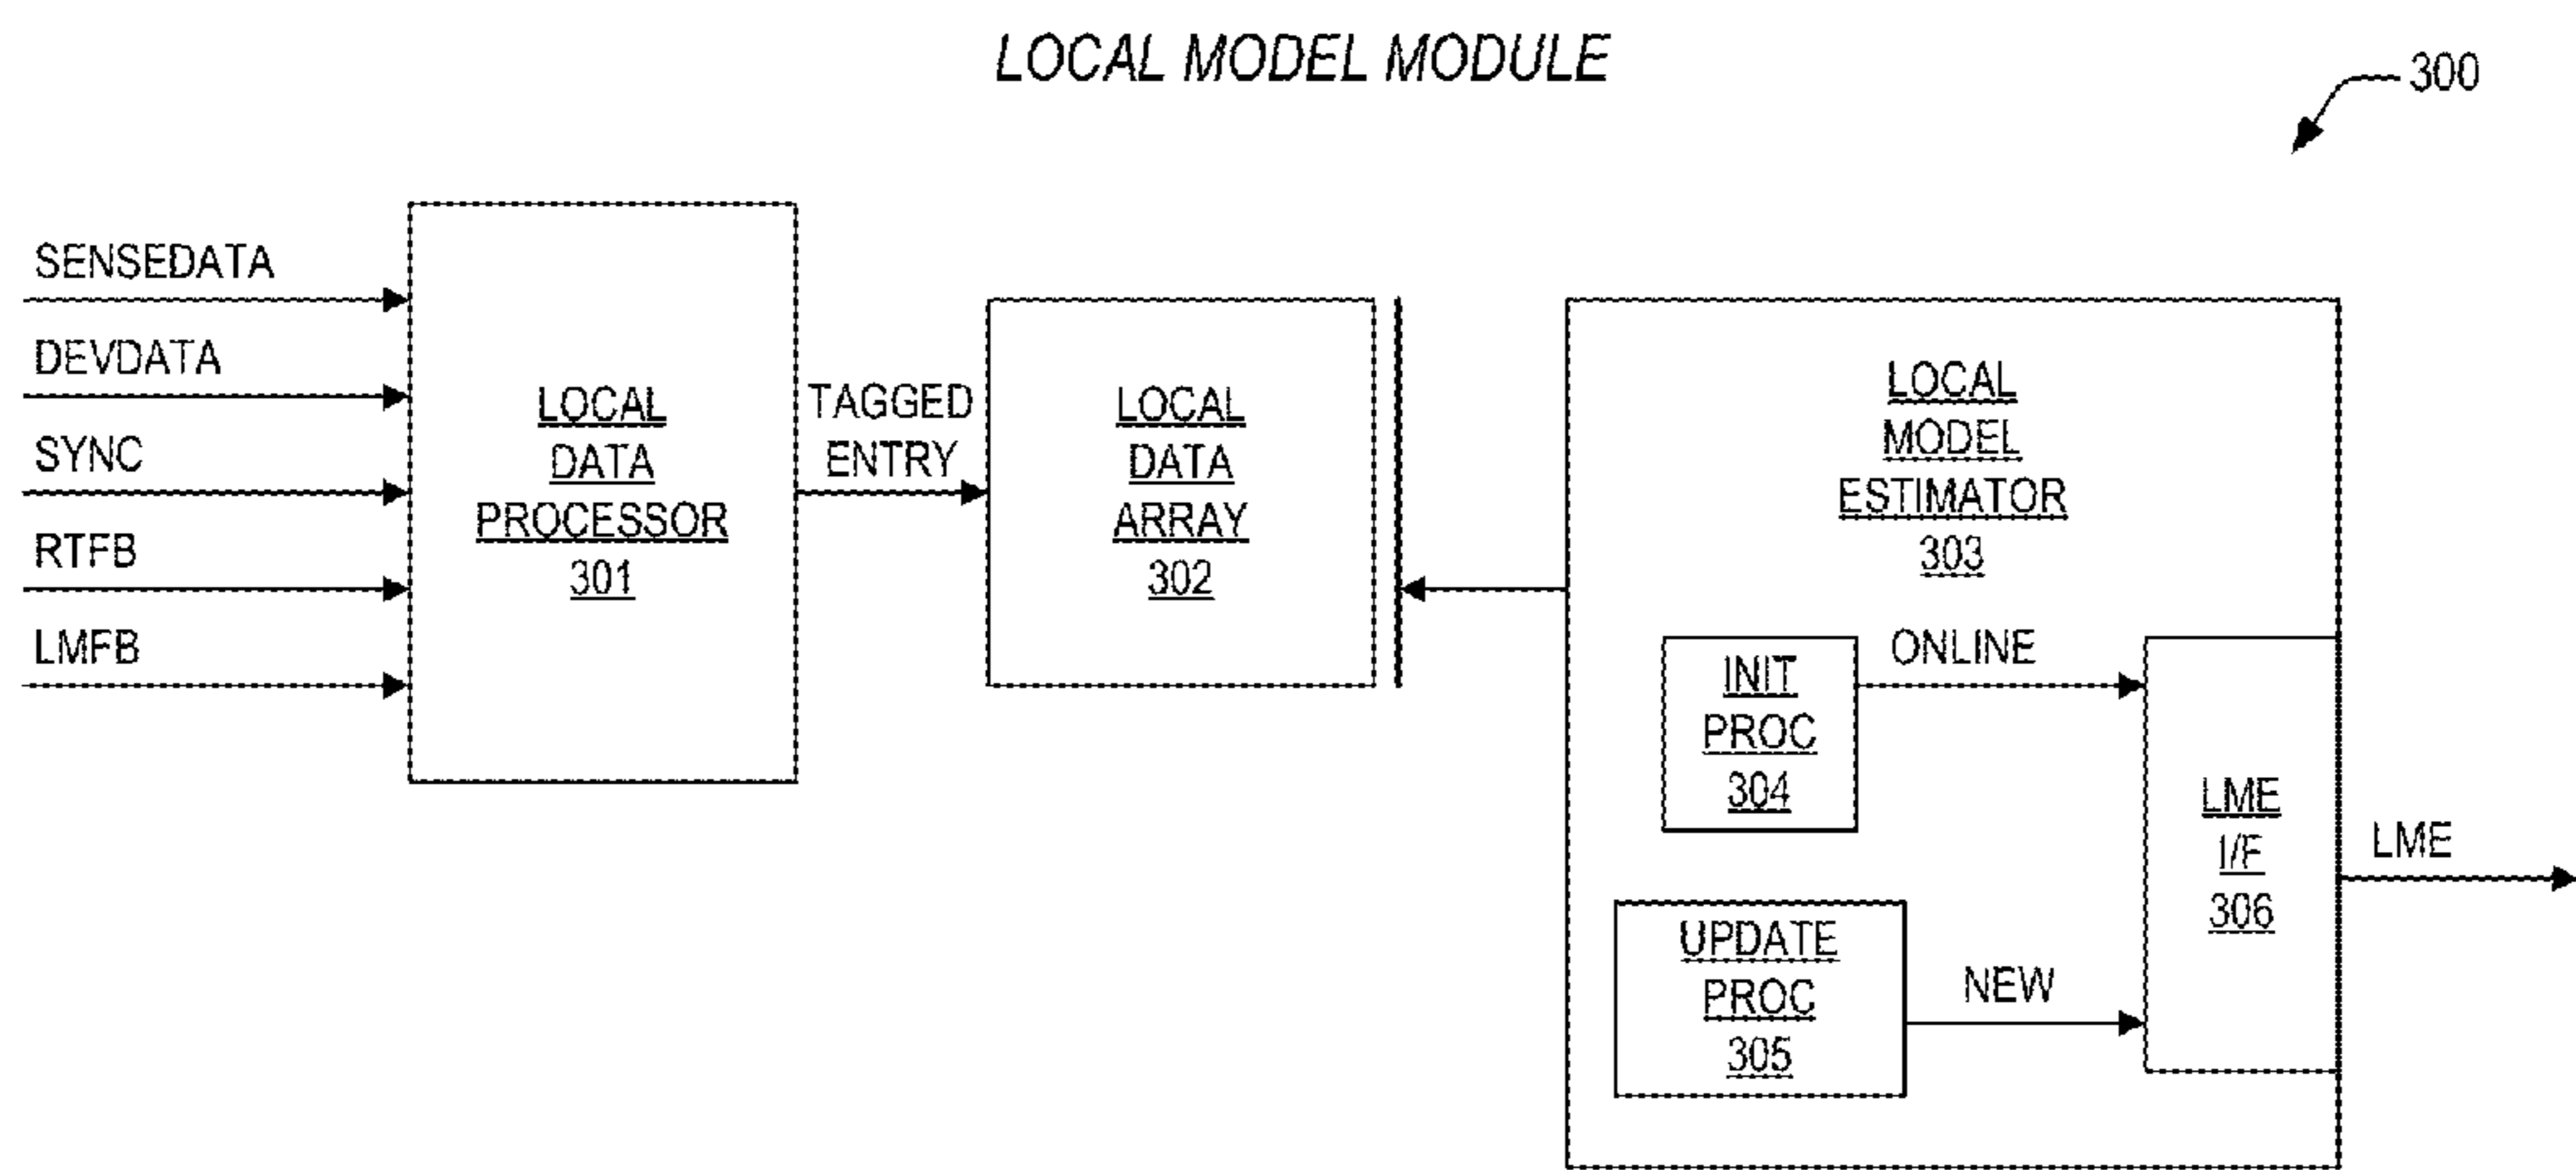 LOCAL MODEL MODULE
300
SENSEDATA
DEVDATA
SYNC
RTFB
LMFB
LOCAL
DATA
PROCESSOR
301
TAGGED
ENTRY
LOCAL
DATA
ARRAY
302
LOCAL
MODEL
ESTIMATOR
303
INIT
PROC
304
ONLINE
UPDATE
PROC
305
NEW
LME
I/F
306
LME